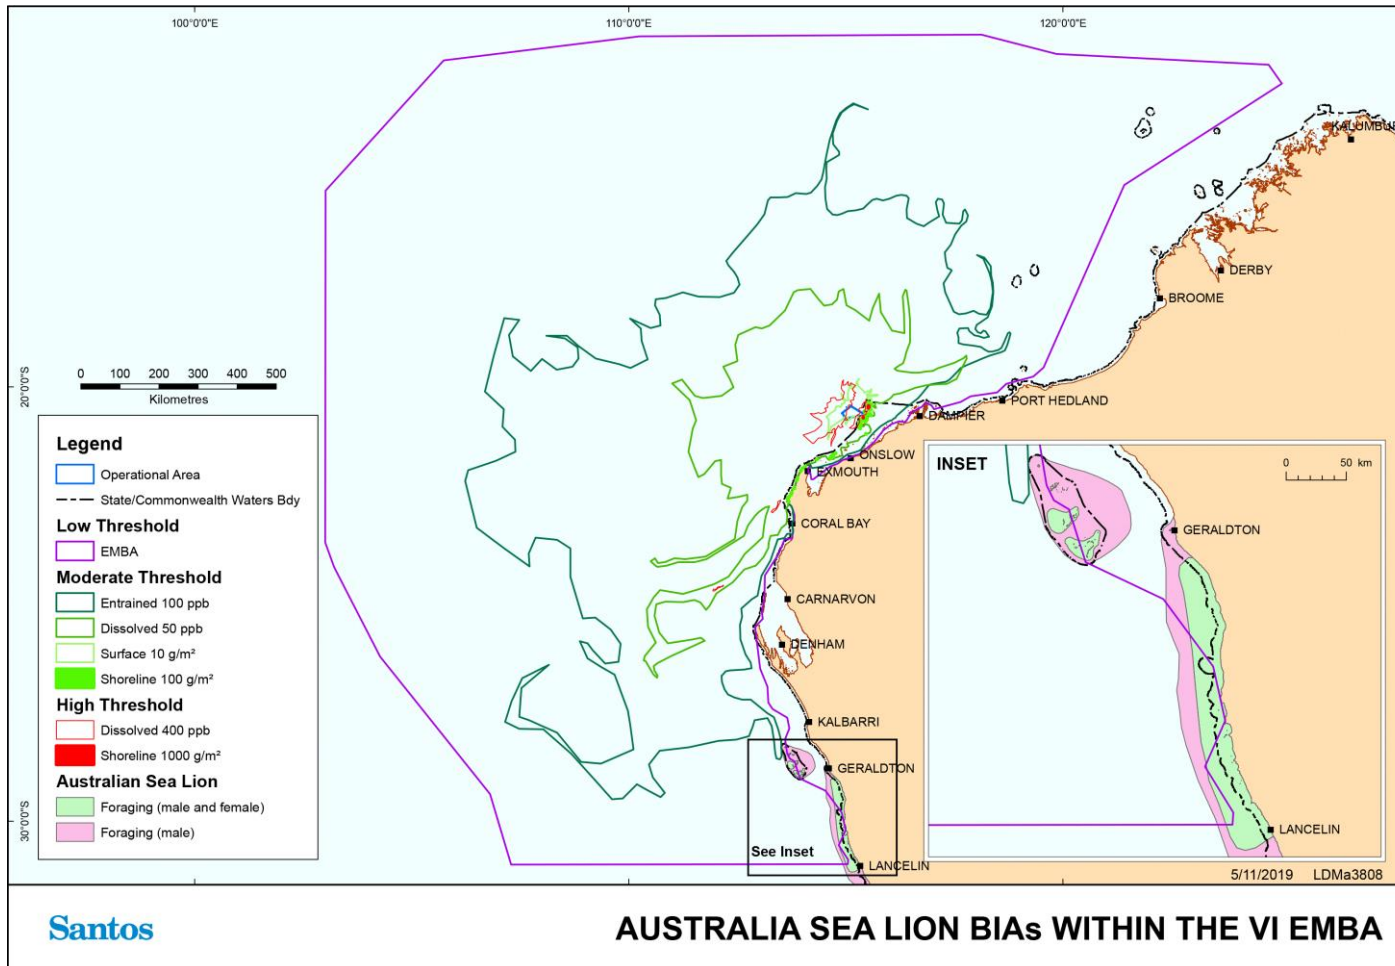 100°0'0"E
110°0'0"E
120°0'0"E
KALUMBUR
DERBY
BROOME
20°0'0"S
0 100 200 300 400 500
Kilometres
PORT HEDLAND
DAMPIER
ONSLOW
EXMOUTH
CORAL BAY
CARNARVON
DENHAM
KALBARRI
GERALDTON
LANCELIN
See Inset
30°0'0"S
Legend
Operational Area
State/Commonwealth Waters Bdy
Low Threshold
EMBA
Moderate Threshold
Entrained 100 ppb
Dissolved 50 ppb
Surface 10 g/m²
Shoreline 100 g/m²
High Threshold
Dissolved 400 ppb
Shoreline 1000 g/m²
Australian Sea Lion
Foraging (male and female)
Foraging (male)
INSET
0 50 km
GERALDTON
LANCELIN
5/11/2019 LDMa3808
Santos
AUSTRALIA SEA LION BIAs WITHIN THE VI EMBA